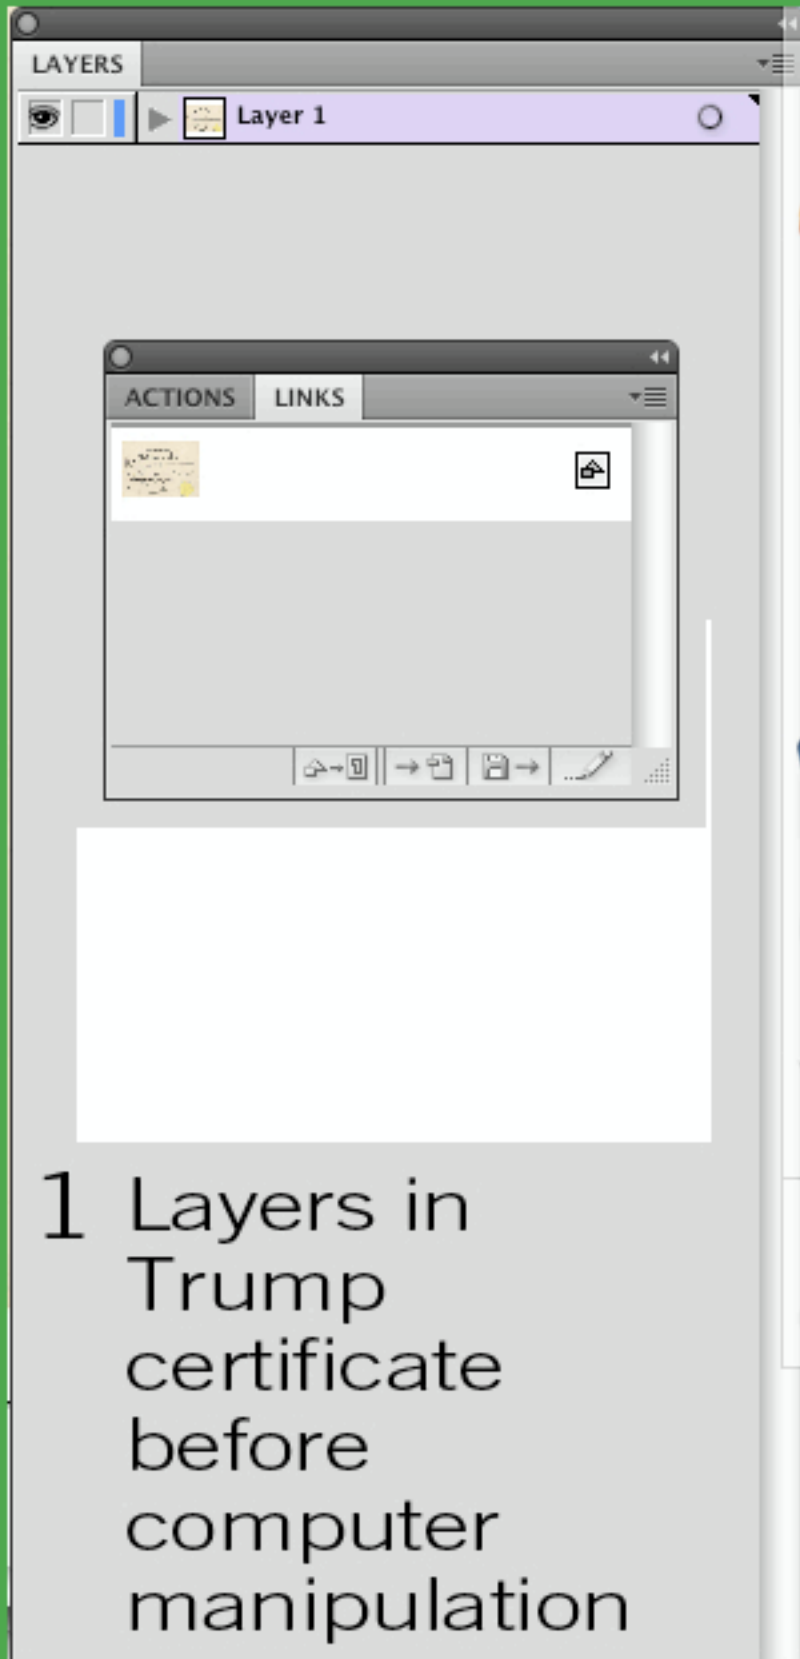 LAYERS
Layer 1
ACTIONS LINKS
1 Layers in
Trump
certificate
before
computer
manipulation